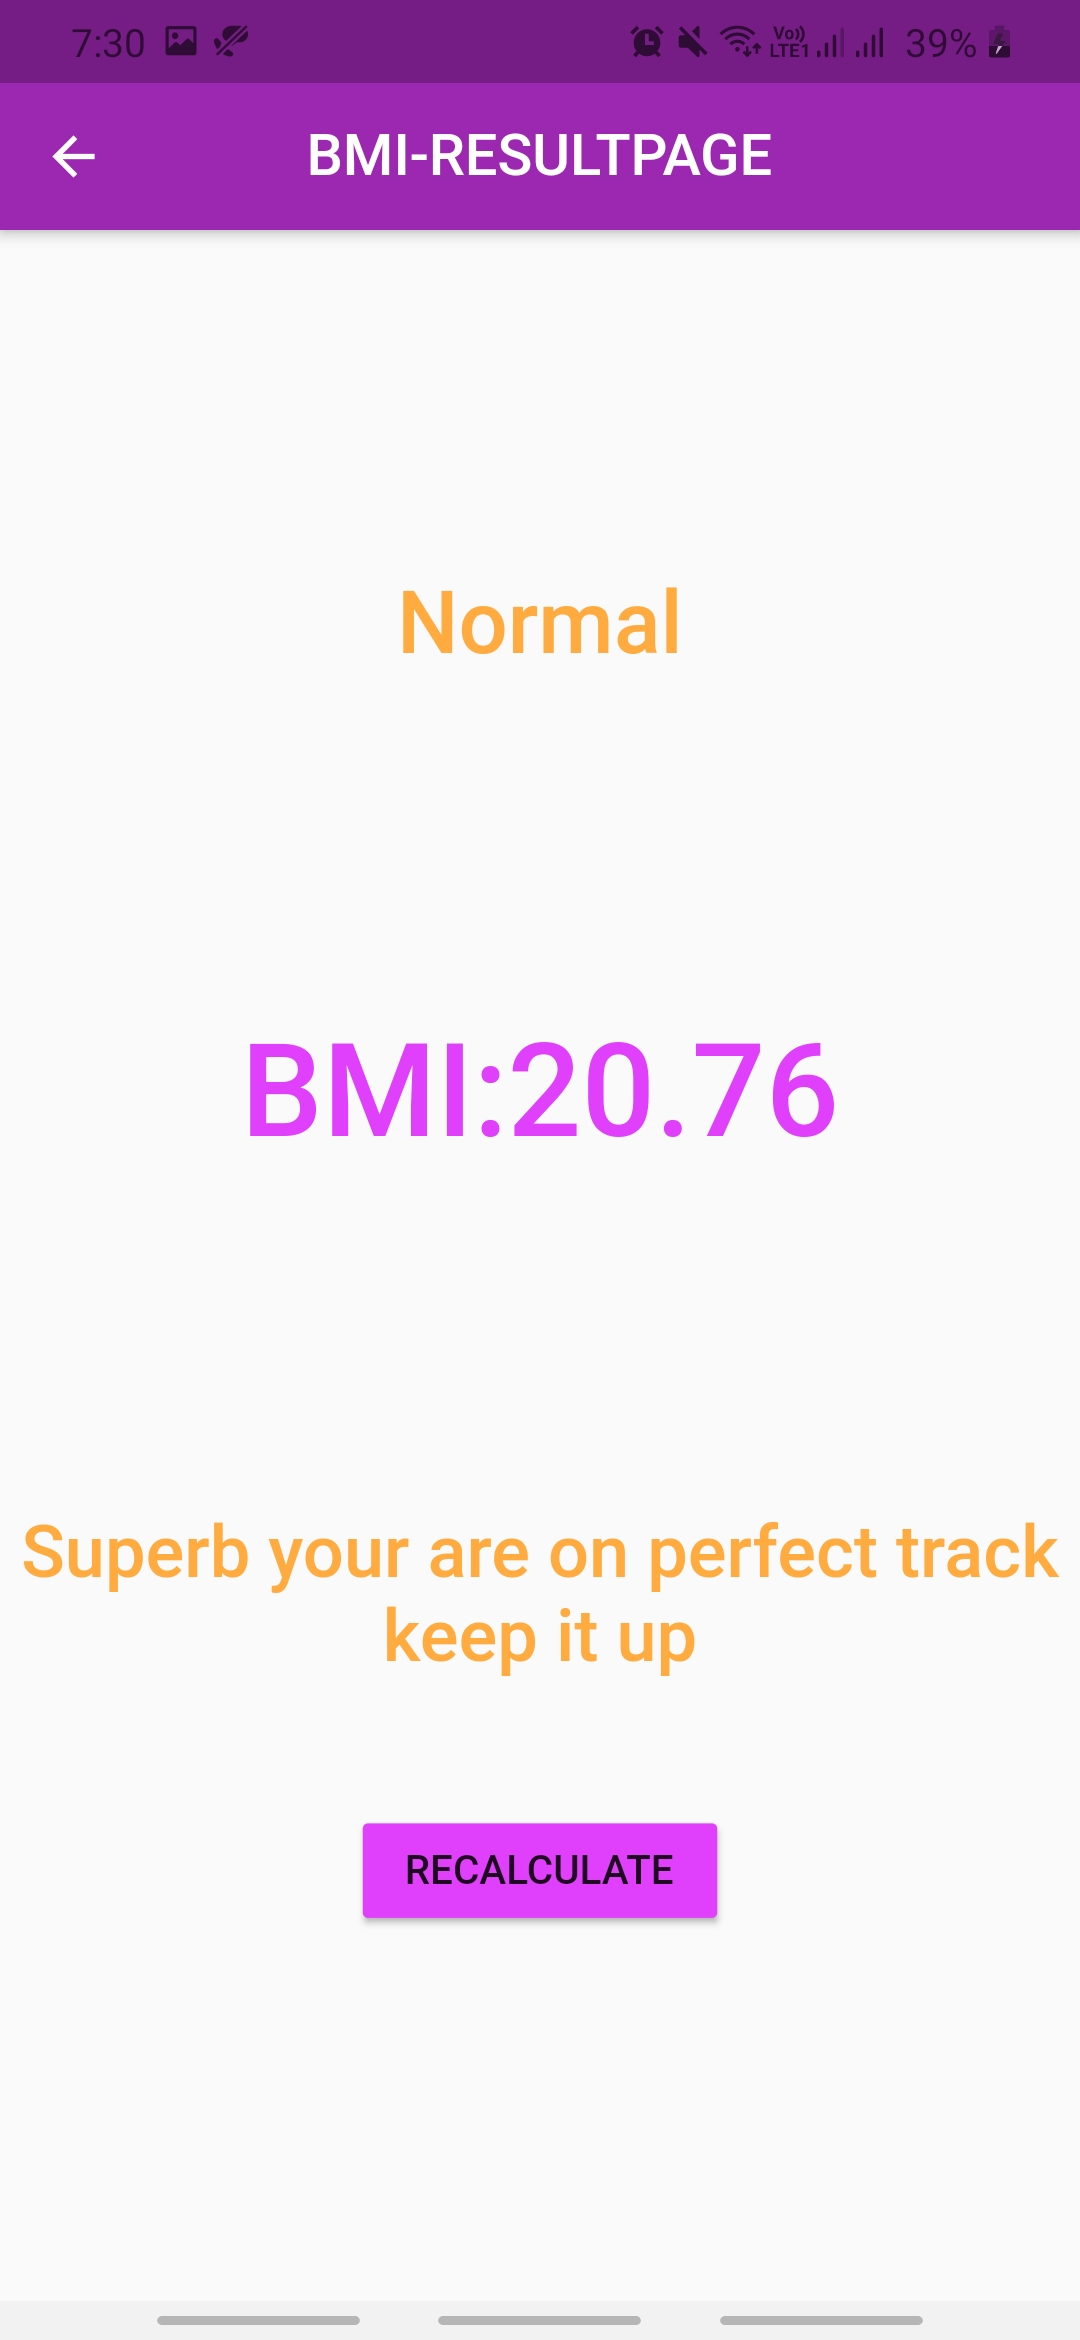 7:30 Vo)) LTE1 39%
BMI-RESULTPAGE
Normal
BMI:20.76
Superb your are on perfect track
keep it up
RECALCULATE